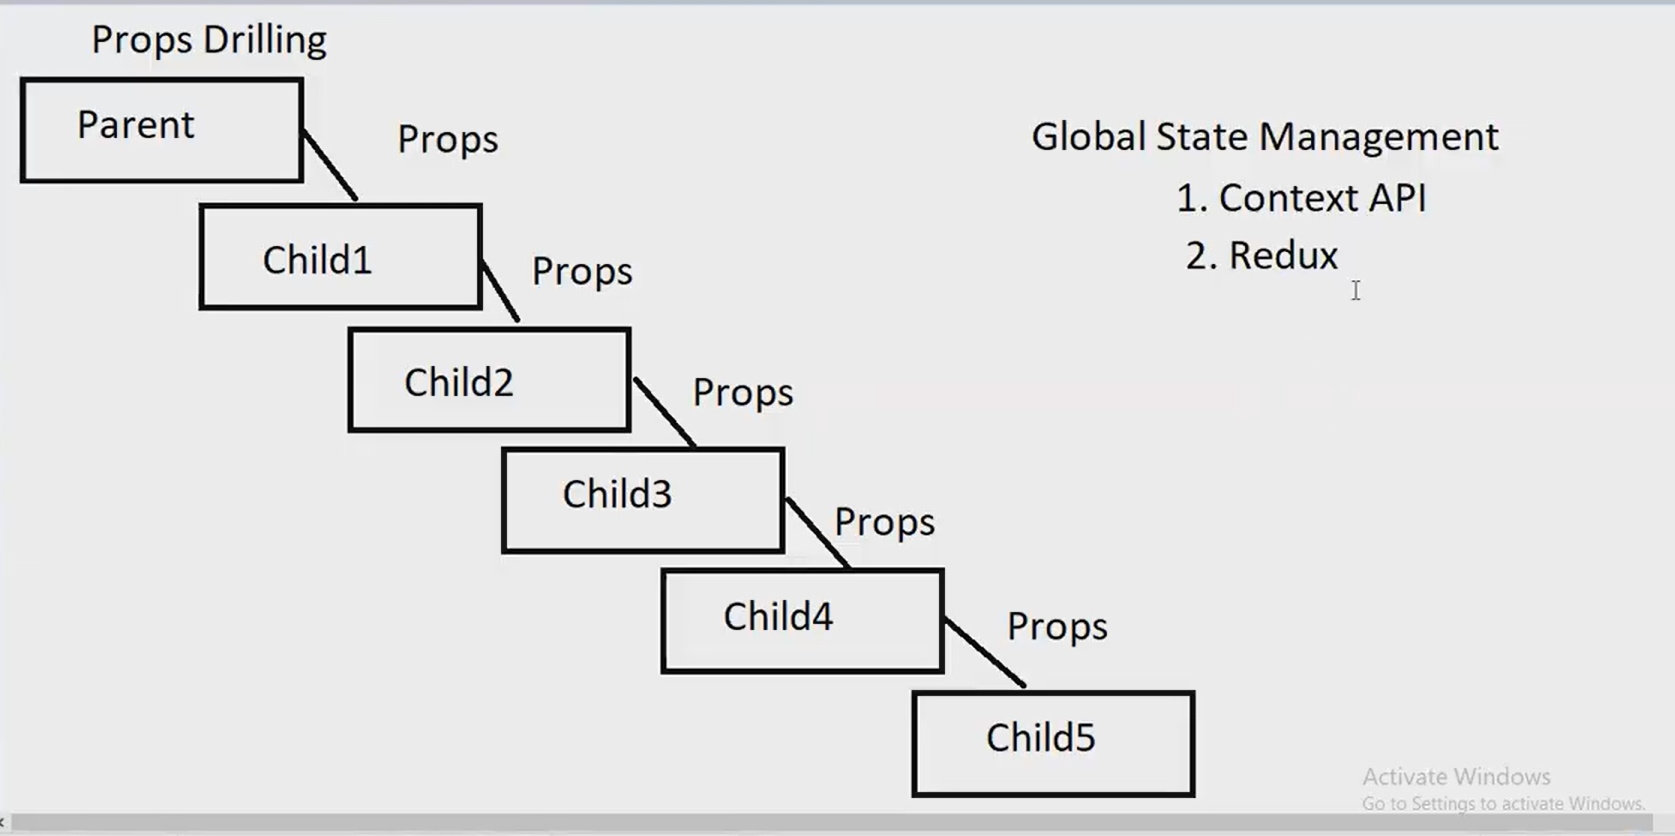 Props Drilling
Parent
Props
Child1
Props
Child2
Props
Child3
Props
Child4
Props
Child5
Global State Management
1. Context API
2. Redux
Activate Windows
Go to Settings to activate Windows.